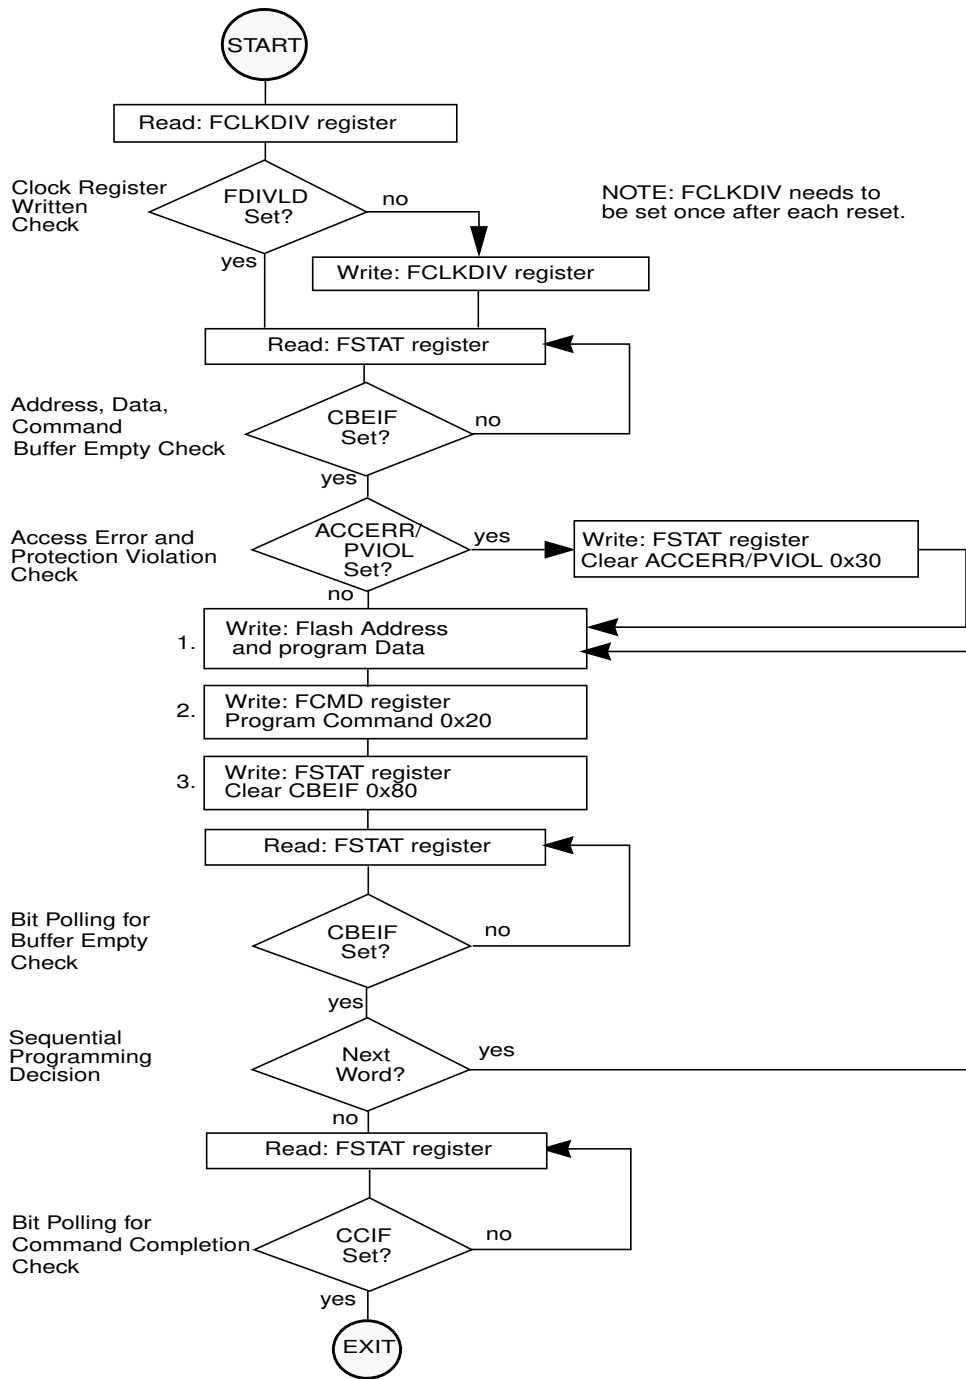 START
Read: FCLKDIV register
Clock Register
Written
Check
FDIVLD
Set?
no
yes
NOTE: FCLKDIV needs to
be set once after each reset.
Write: FCLKDIV register
Read: FSTAT register
Address, Data,
Command
Buffer Empty Check
CBEIF
Set?
no
yes
Access Error and
Protection Violation
Check
ACCERR/
PVIOL
Set?
yes
no
Write: FSTAT register
Clear ACCERR/PVIOL 0x30
1.
Write: Flash Address
and program Data
2.
Write: FCMD register
Program Command 0x20
3.
Write: FSTAT register
Clear CBEIF 0x80
Read: FSTAT register
Bit Polling for
Buffer Empty
Check
CBEIF
Set?
no
yes
Sequential
Programming
Decision
Next
Word?
yes
no
Read: FSTAT register
Bit Polling for
Command Completion
Check
CCIF
Set?
no
yes
EXIT